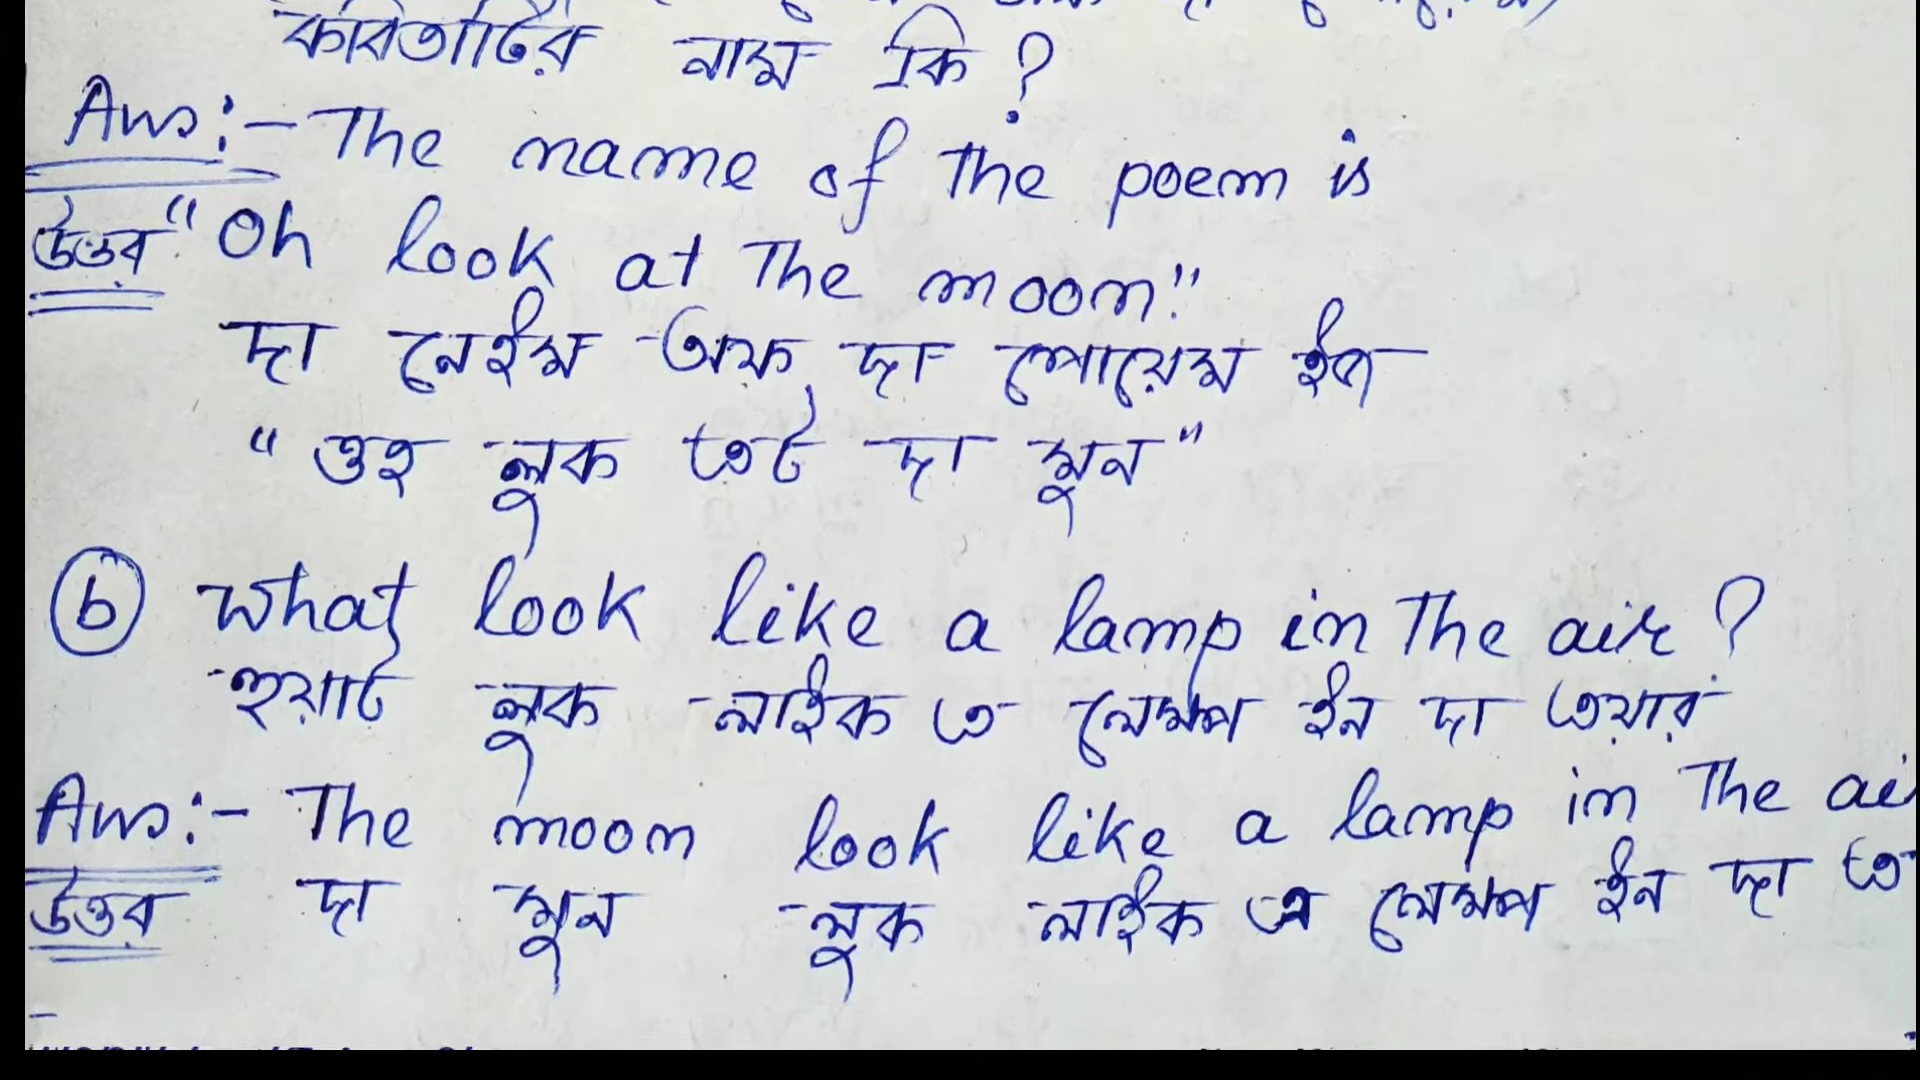 কবিতাটির নাম কি?
Ans:- The name of The poem is
উত্তর "Oh look at The moon."
দা নেইম অফ দা পোয়েম ইজ
"ওহ লুক এট দা মুন"
b What look like a lamp in The air?
হুয়াট লুক লাইক এ লেম্প ইন দা এয়ার
Ans:- The moon look like a lamp in The ai
উত্তর দা মুন লুক লাইক এ লেম্প ইন দা এ